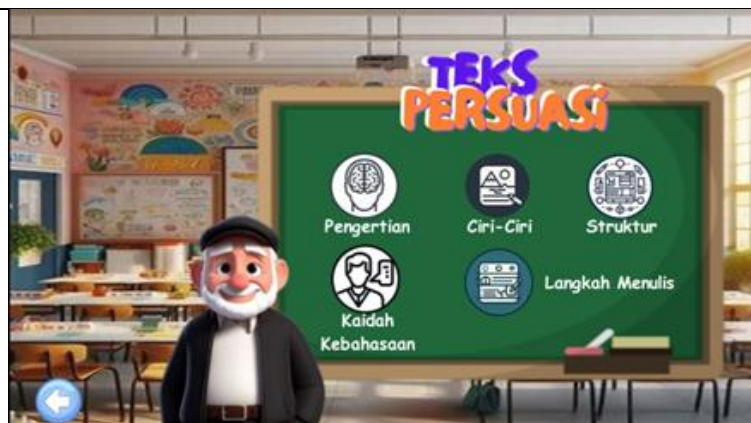 TEKS
PERSUASI
Pengertian
Ciri-Ciri
Struktur
Kaidah
Kebahasaan
Langkah Menulis